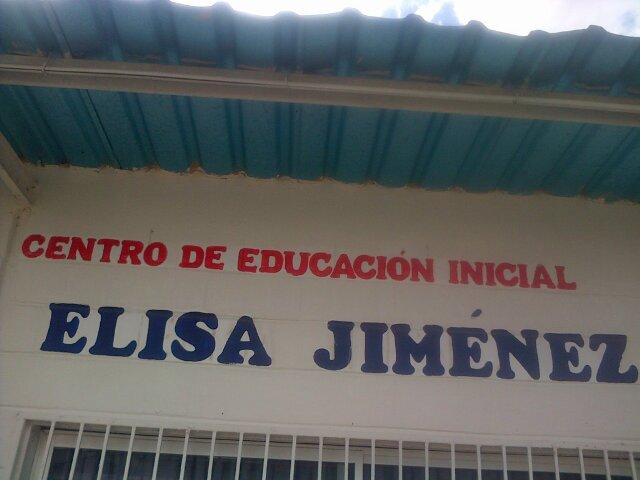 CENTRO DE EDUCACIÓN INICIAL
ELISA JIMÉNEZ